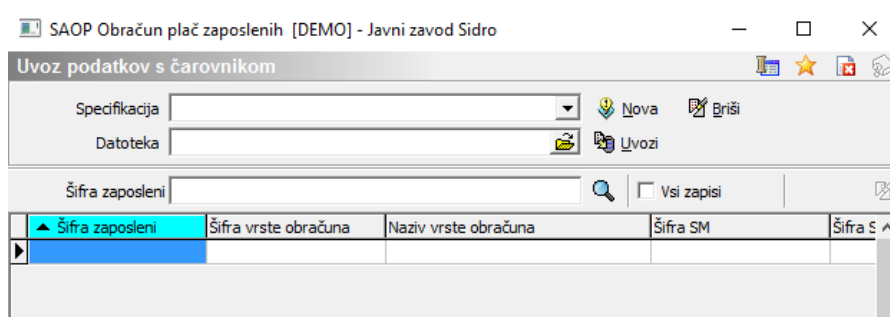 SAOP Obračun plač zaposlenih [DEMO] - Javni zavod Sidro
Uvoz podatkov s čarovnikom
Specifikacija Nova Briši
Datoteka Uvozi
Šifra zaposleni Vsi zapisi
Šifra zaposleni Šifra vrste obračuna Naziv vrste obračuna Šifra SM Šifra S